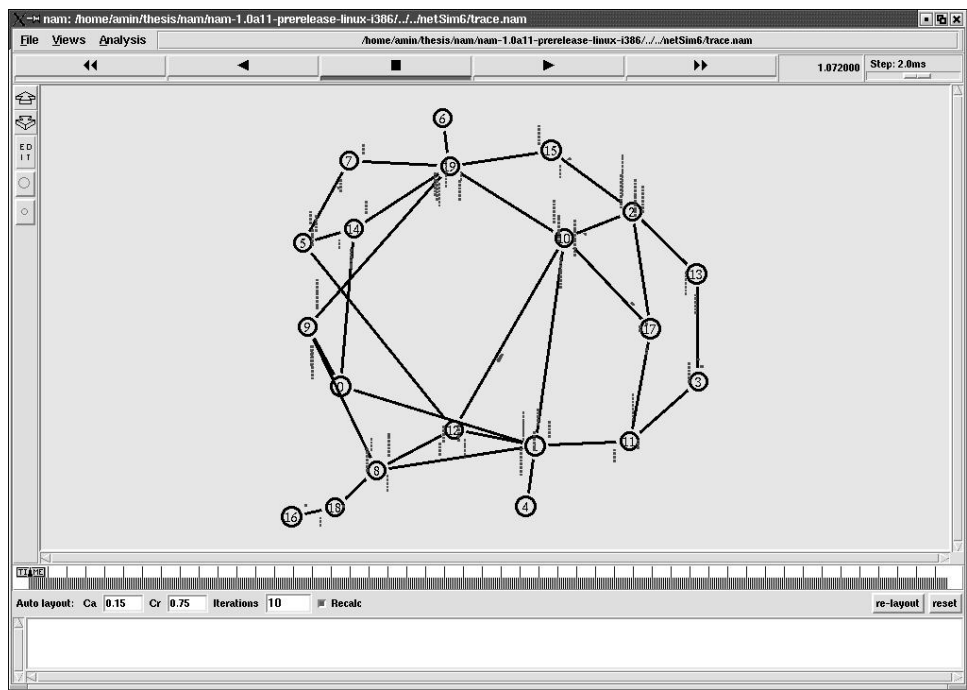 nam: /home/amin/thesis/nam/nam-1.0a11-prerelease-linux-i386/../../netSim6/trace.nam
File Views Analysis /home/amin/thesis/nam/nam-1.0a11-prerelease-linux-i386/../../netSim6/trace.nam
1.072000 Step: 2.0ms
ED
IT
6
15
7
19
2
14
10
5
13
9
17
3
0
12
11
1
8
4
18
16
TIME
Auto layout: Ca 0.15 Cr 0.75 Iterations 10 Recalc re-layout reset